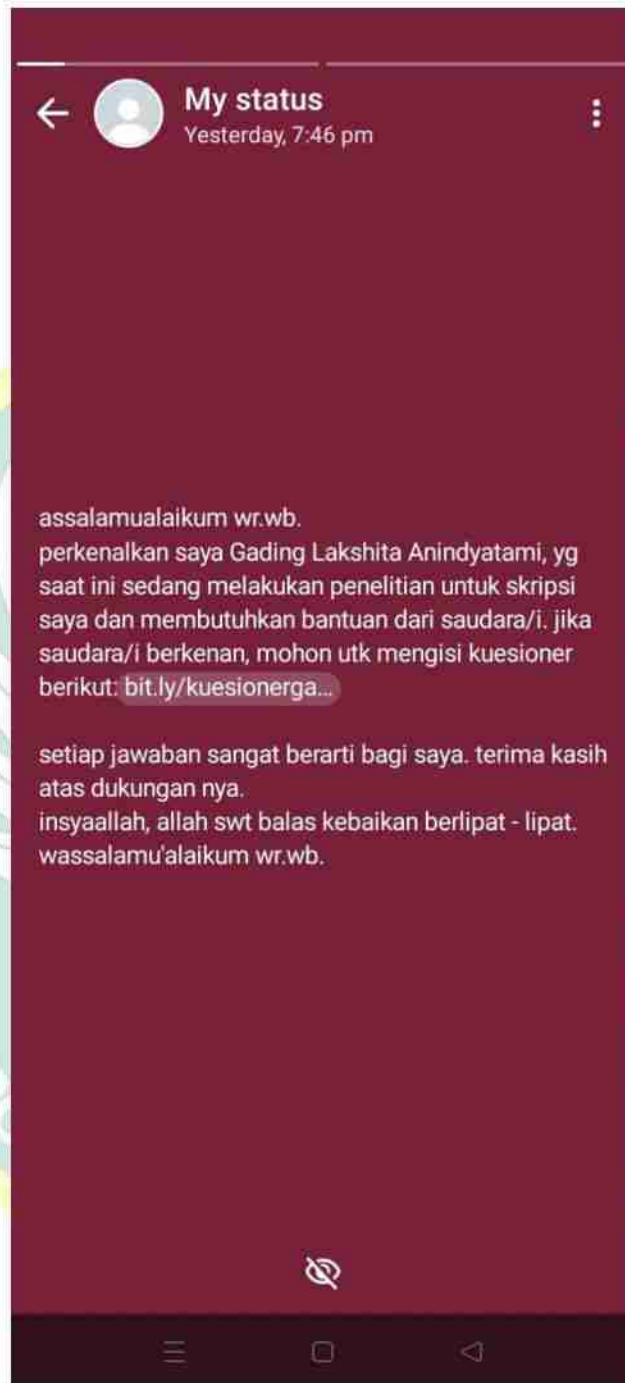 My status
Yesterday, 7:46 pm
assalamualaikum wr.wb.
perkenalkan saya Gading Lakshita Anindyatami, yg
saat ini sedang melakukan penelitian untuk skripsi
saya dan membutuhkan bantuan dari saudara/i. jika
saudara/i berkenan, mohon utk mengisi kuesioner
berikut: bit.ly/kuesionerga...
setiap jawaban sangat berarti bagi saya. terima kasih
atas dukungan nya.
insyaallah, allah swt balas kebaikan berlipat - lipat.
wassalamu'alaikum wr.wb.